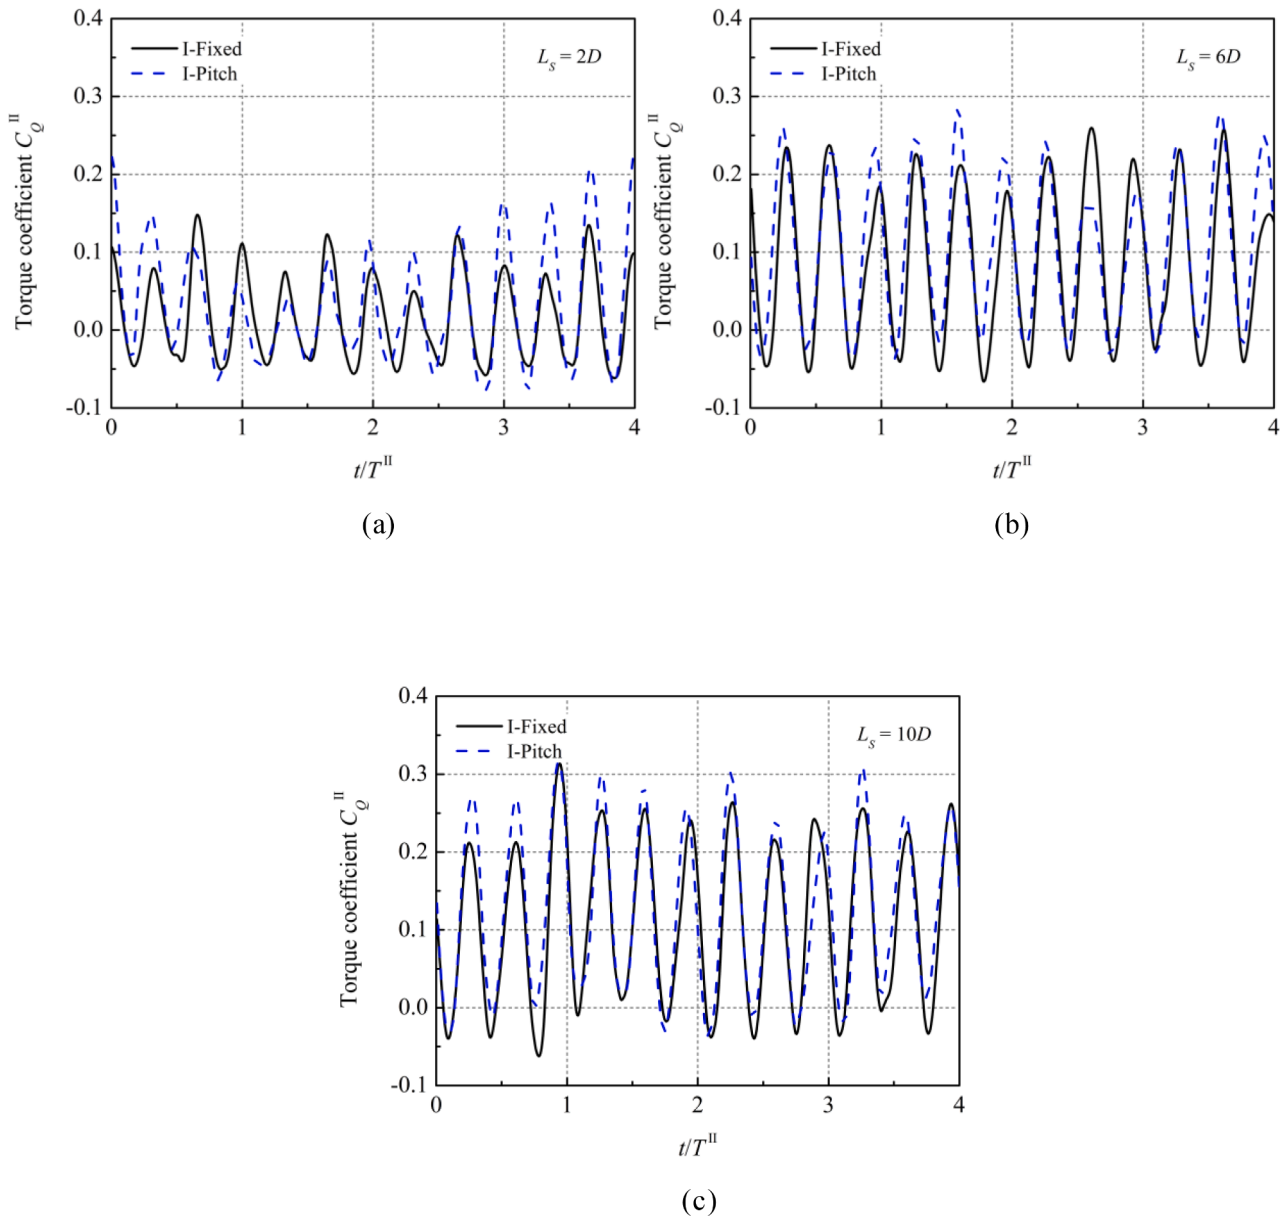 0.4
I-Fixed
I-Pitch
L_S = 2D
0.3
0.2
0.1
0.0
-0.1
Torque coefficient C_Q^II
0 1 2 3 4
t/T^II
(a)
0.4
I-Fixed
I-Pitch
L_S = 6D
0.3
0.2
0.1
0.0
-0.1
Torque coefficient C_Q^II
0 1 2 3 4
t/T^II
(b)
0.4
I-Fixed
I-Pitch
L_S = 10D
0.3
0.2
0.1
0.0
-0.1
Torque coefficient C_Q^II
0 1 2 3 4
t/T^II
(c)